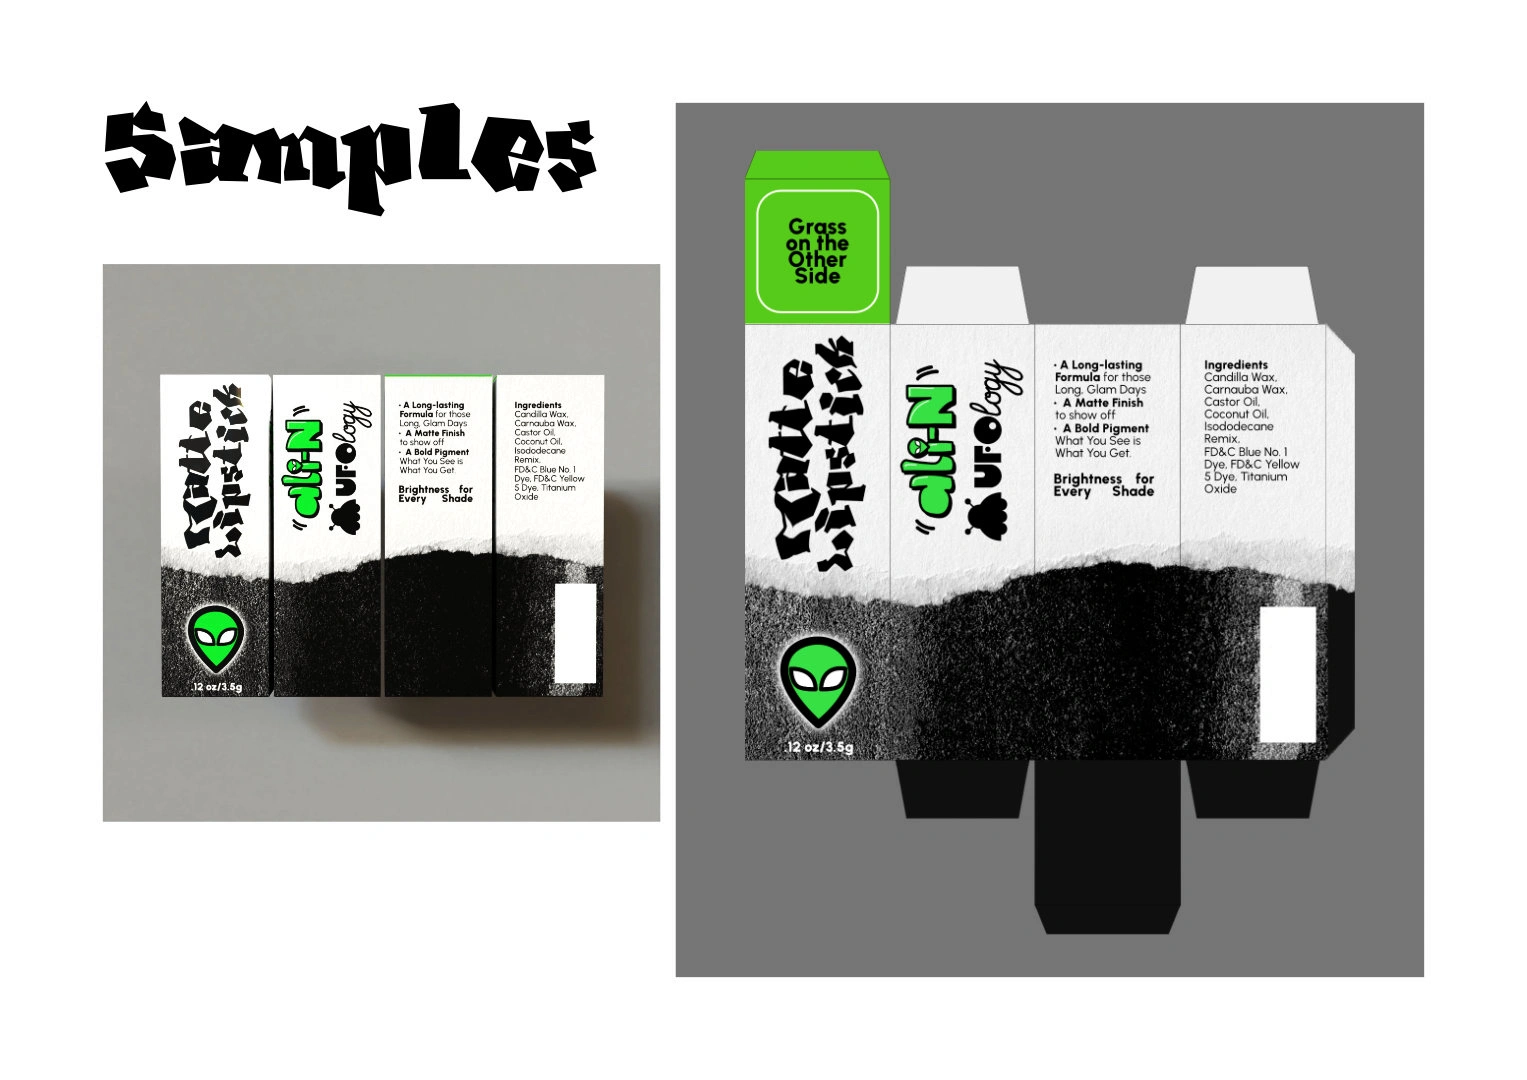 Samples
Matte
Lipstick
.12 oz/3.5g
ali-N
UFOlogy
· A Long-lasting
Formula for those
Long, Glam Days
· A Matte Finish
to show off
· A Bold Pigment
What You See is
What You Get.
Brightness for
Every Shade
Ingredients
Candilla Wax,
Carnauba Wax,
Castor Oil,
Coconut Oil,
Isododecane
Remix,
FD&C Blue No. 1
Dye, FD&C Yellow
5 Dye, Titanium
Oxide
Grass
on the
Other
Side
Matte
Lipstick
.12 oz/3.5g
ali-N
UFOlogy
· A Long-lasting
Formula for those
Long, Glam Days
· A Matte Finish
to show off
· A Bold Pigment
What You See is
What You Get.
Brightness for
Every Shade
Ingredients
Candilla Wax,
Carnauba Wax,
Castor Oil,
Coconut Oil,
Isododecane
Remix,
FD&C Blue No. 1
Dye, FD&C Yellow
5 Dye, Titanium
Oxide